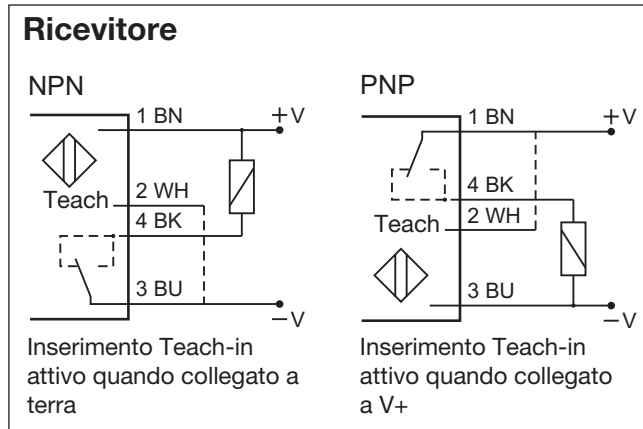 Ricevitore
NPN
1 BN
+V
2 WH
Teach
4 BK
3 BU
−V
Inserimento Teach-in
attivo quando collegato a
terra
PNP
1 BN
+V
4 BK
2 WH
Teach
3 BU
−V
Inserimento Teach-in
attivo quando collegato
a V+